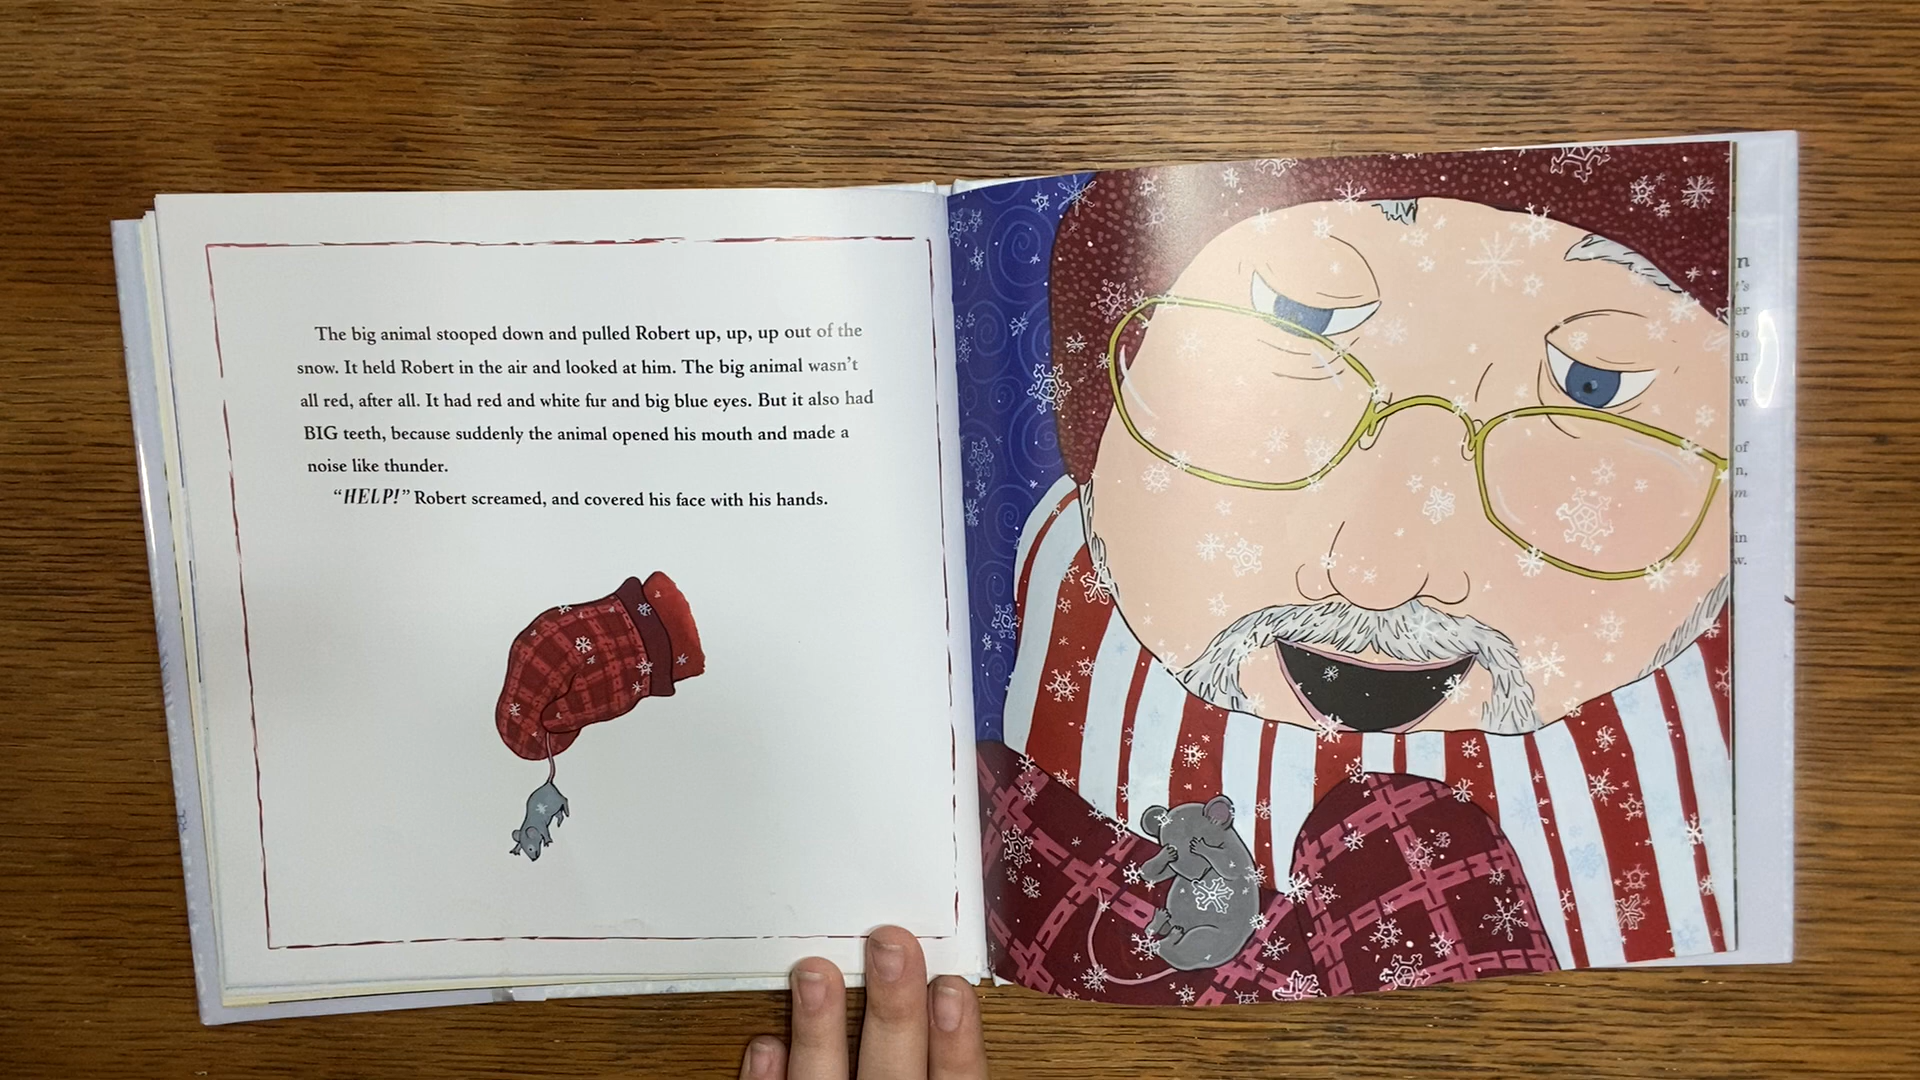 The big animal stooped down and pulled Robert up, up, up out of the
snow. It held Robert in the air and looked at him. The big animal wasn't
all red, after all. It had red and white fur and big blue eyes. But it also had
BIG teeth, because suddenly the animal opened his mouth and made a
noise like thunder.
“HELP!” Robert screamed, and covered his face with his hands.